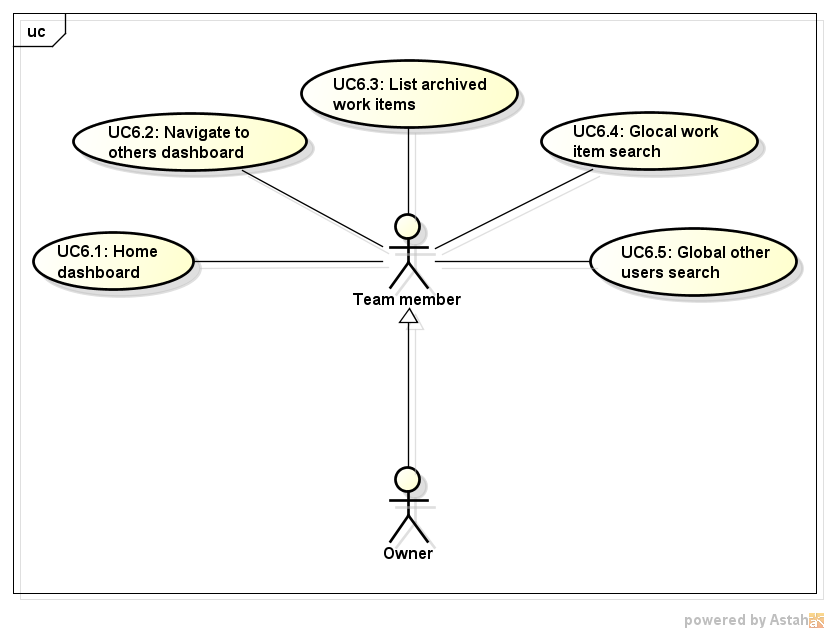 uc
UC6.3: List archived
work items
UC6.2: Navigate to
others dashboard
UC6.4: Glocal work
item search
UC6.1: Home
dashboard
UC6.5: Global other
users search
Team member
Owner
powered by Astah